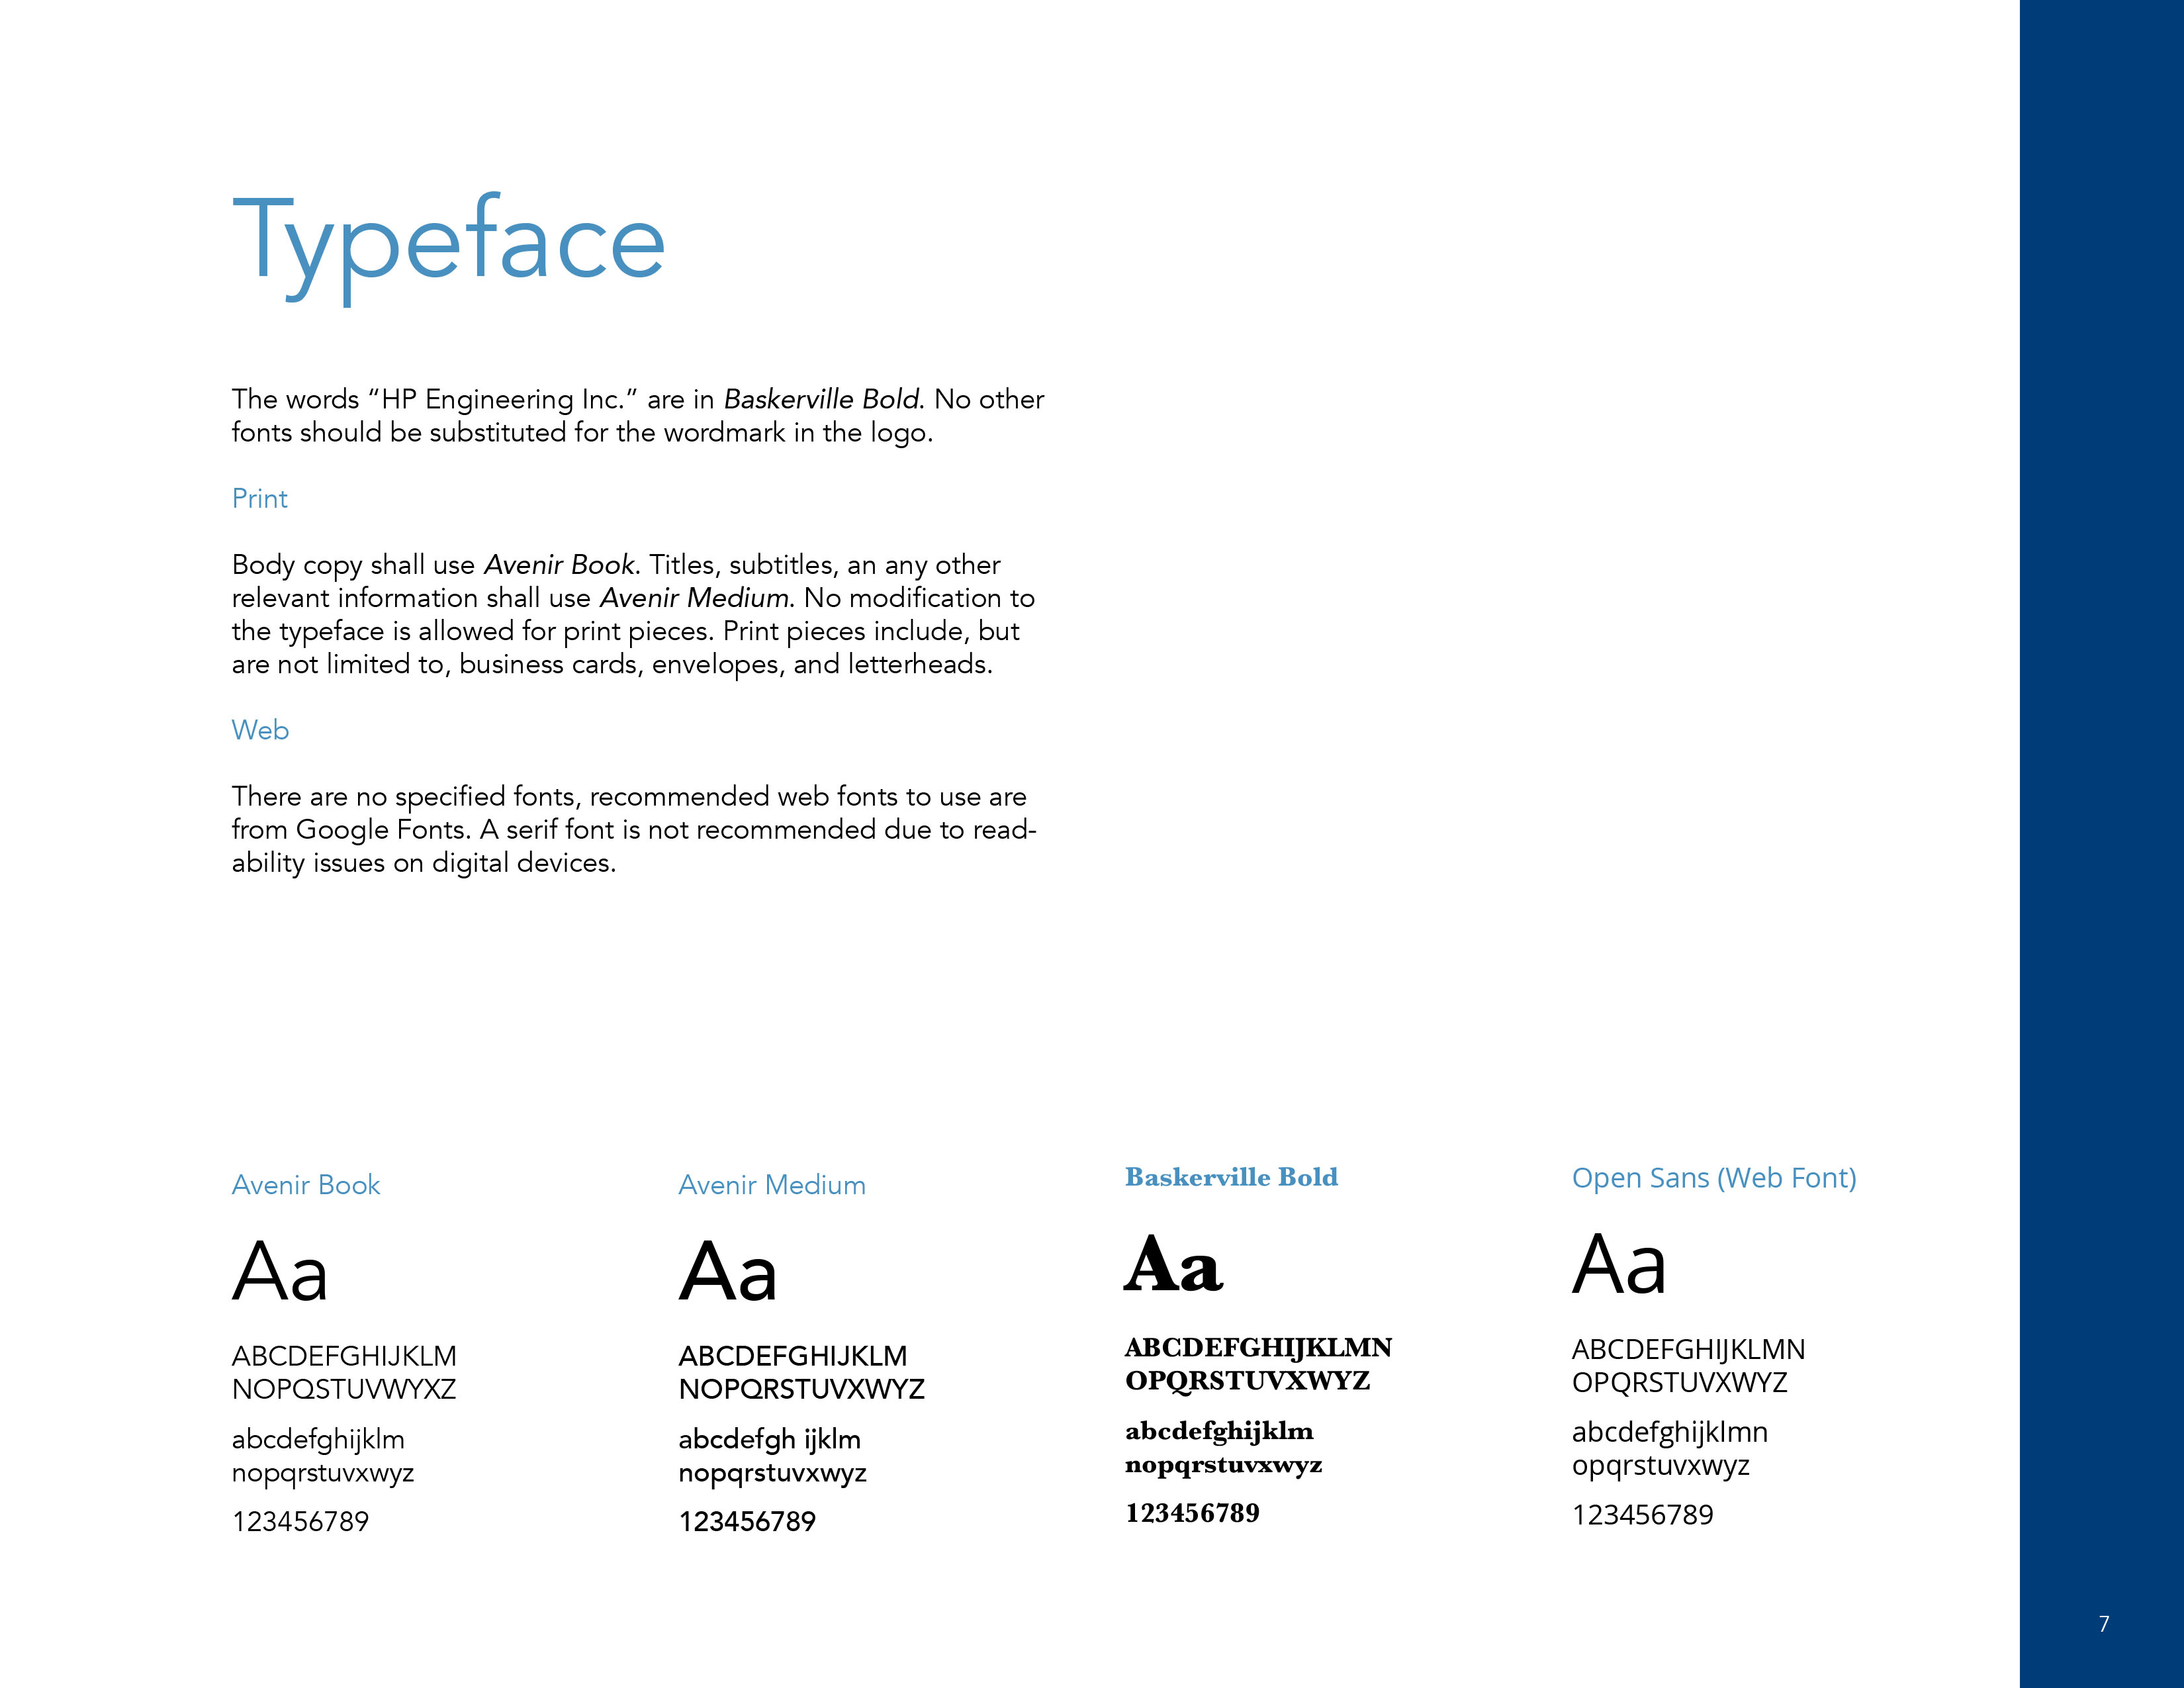 Typeface
The words “HP Engineering Inc.” are in Baskerville Bold. No other
fonts should be substituted for the wordmark in the logo.
Print
Body copy shall use Avenir Book. Titles, subtitles, an any other
relevant information shall use Avenir Medium. No modification to
the typeface is allowed for print pieces. Print pieces include, but
are not limited to, business cards, envelopes, and letterheads.
Web
There are no specified fonts, recommended web fonts to use are
from Google Fonts. A serif font is not recommended due to read-
ability issues on digital devices.
Avenir Book
Aa
ABCDEFGHIJKLM
NOPQSTUVWYXZ
abcdefghijklm
nopqrstuvxwyz
123456789
Avenir Medium
Aa
ABCDEFGHIJKLM
NOPQRSTUVXWYZ
abcdefgh ijklm
nopqrstuvxwyz
123456789
Baskerville Bold
Aa
ABCDEFGHIJKLMN
OPQRSTUVXWYZ
abcdefghijklm
nopqrstuvxwyz
123456789
Open Sans (Web Font)
Aa
ABCDEFGHIJKLMN
OPQRSTUVXWYZ
abcdefghijklmn
opqrstuvxwyz
123456789
7